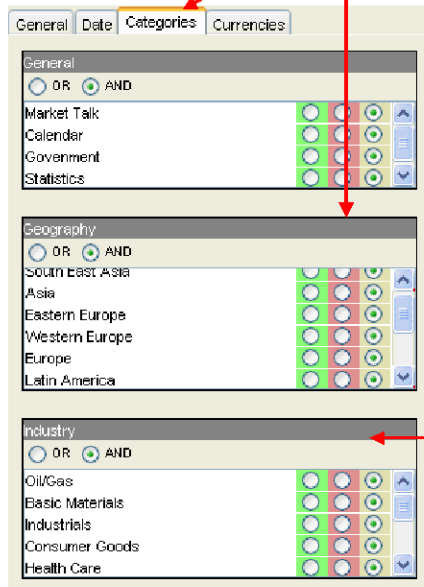 General Date Categories Currencies
General
OR AND
Market Talk
Calendar
Govenment
Statistics
Geography
OR AND
South East Asia
Asia
Eastern Europe
Western Europe
Europe
Latin America
Industry
OR AND
Oil/Gas
Basic Materials
Industrials
Consumer Goods
Health Care